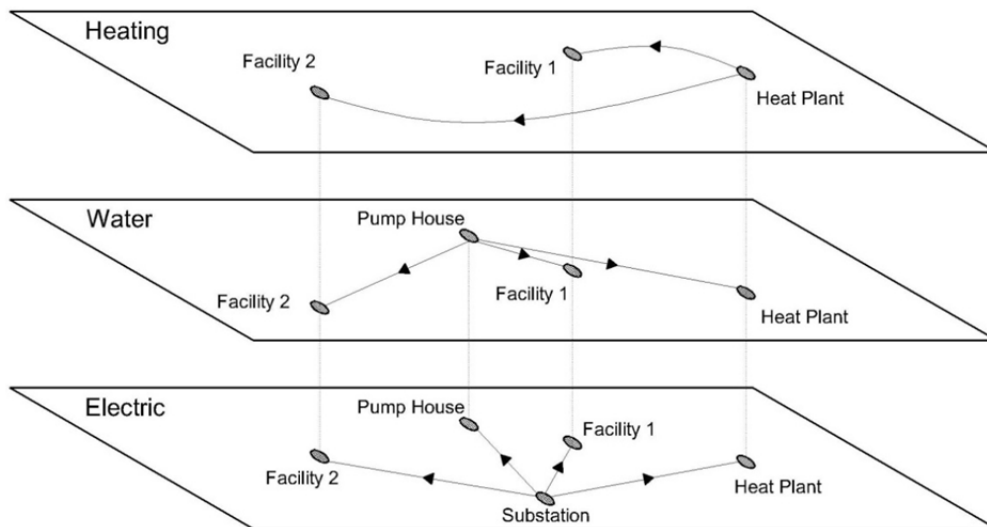 Heating
Facility 2
Facility 1
Heat Plant
Water
Pump House
Facility 2
Facility 1
Heat Plant
Electric
Pump House
Facility 1
Facility 2
Heat Plant
Substation